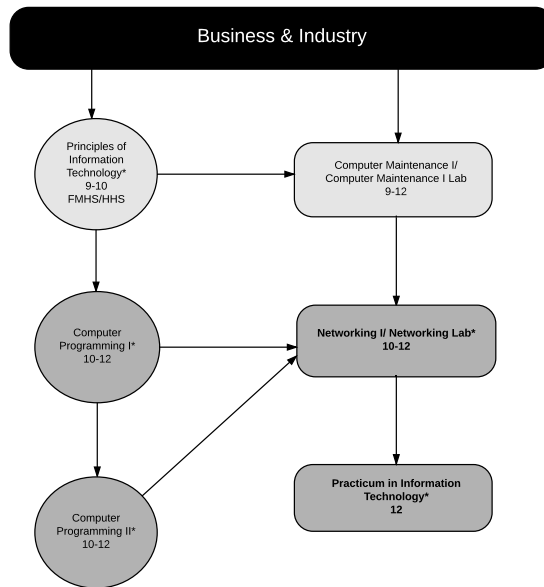 Business & Industry
Principles of
Information
Technology*
9-10
FMHS/HHS
Computer Maintenance I/
Computer Maintenance I Lab
9-12
Computer
Programming I*
10-12
Networking I/ Networking Lab*
10-12
Computer
Programming II*
10-12
Practicum in Information
Technology*
12